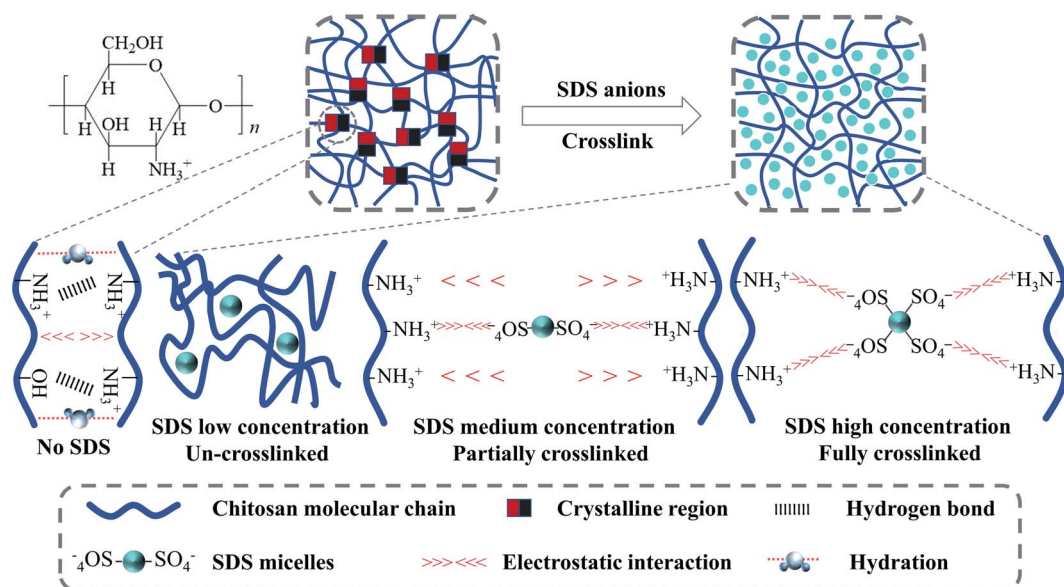 CH₂OH
H
O
H
OH
H
H
O
n
H
NH₃⁺
SDS anions
Crosslink
NH₃⁺
NH₃⁺
OH
NH₃⁺
No SDS
SDS low concentration
Un-crosslinked
NH₃⁺ ⁺H₃N
NH₃⁺ ⁻₄OS SO₄⁻ ⁺H₃N
NH₃⁺ ⁺H₃N
SDS medium concentration
Partially crosslinked
NH₃⁺ ⁺H₃N
⁻₄OS SO₄⁻
⁻₄OS SO₄⁻
NH₃⁺ ⁺H₃N
SDS high concentration
Fully crosslinked
Chitosan molecular chain Crystalline region Hydrogen bond
⁻₄OS SO₄⁻ SDS micelles Electrostatic interaction Hydration